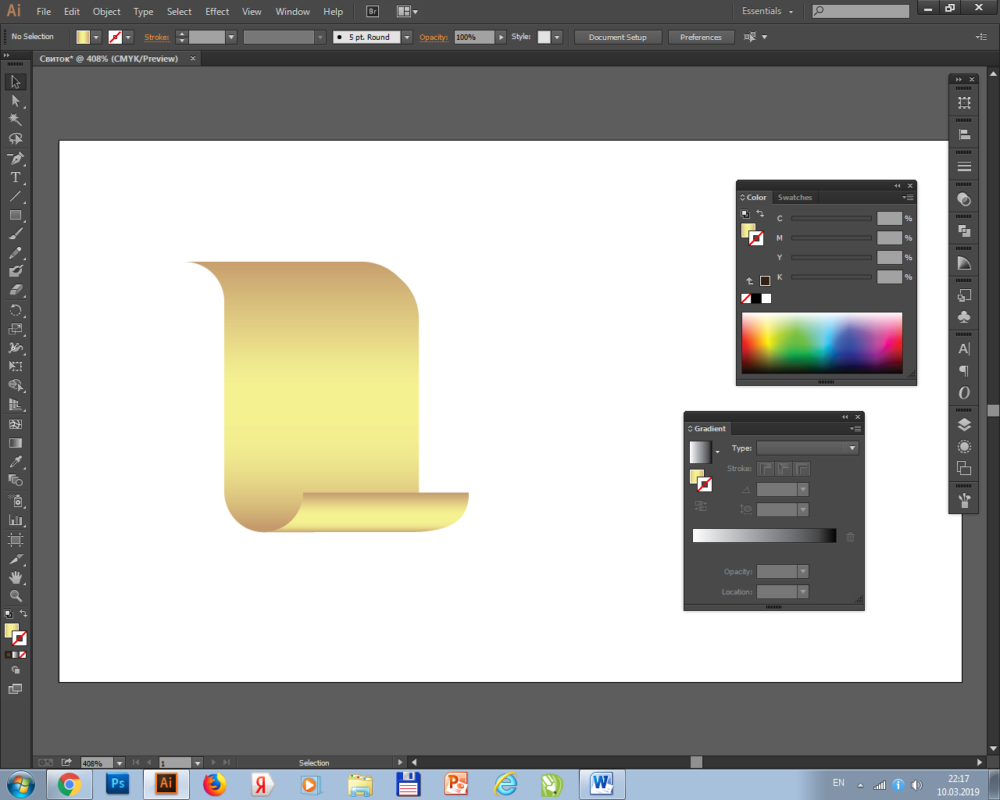 Ai File Edit Object Type Select Effect View Window Help Br Essentials
No Selection Stroke: 5 pt. Round Opacity: 100% Style: Document Setup Preferences
Свиток* @ 408% (CMYK/Preview)
Color Swatches
C %
M %
Y %
K %
Gradient
Type:
Stroke:
Opacity:
Location:
408% 1 Selection
Ps Ai Я P W EN 22:17
10.03.2019